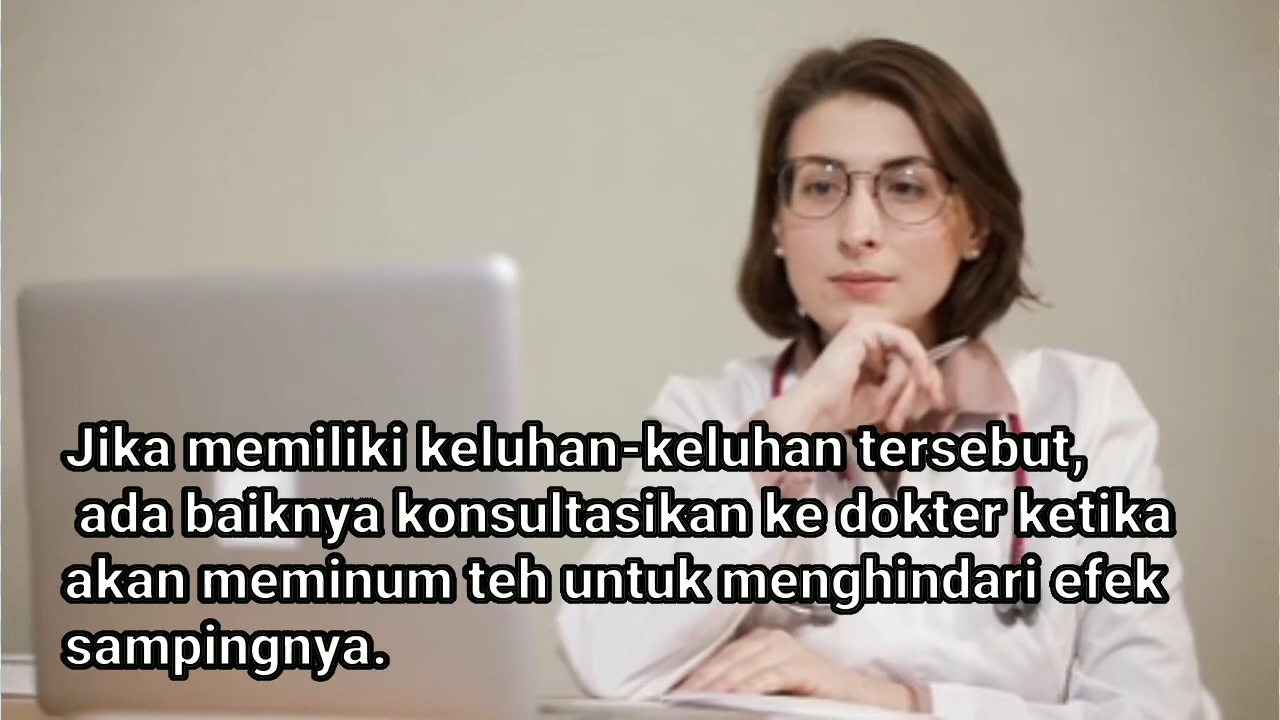 Jika memiliki keluhan-keluhan tersebut,
ada baiknya konsultasikan ke dokter ketika
akan meminum teh untuk menghindari efek
sampingnya.